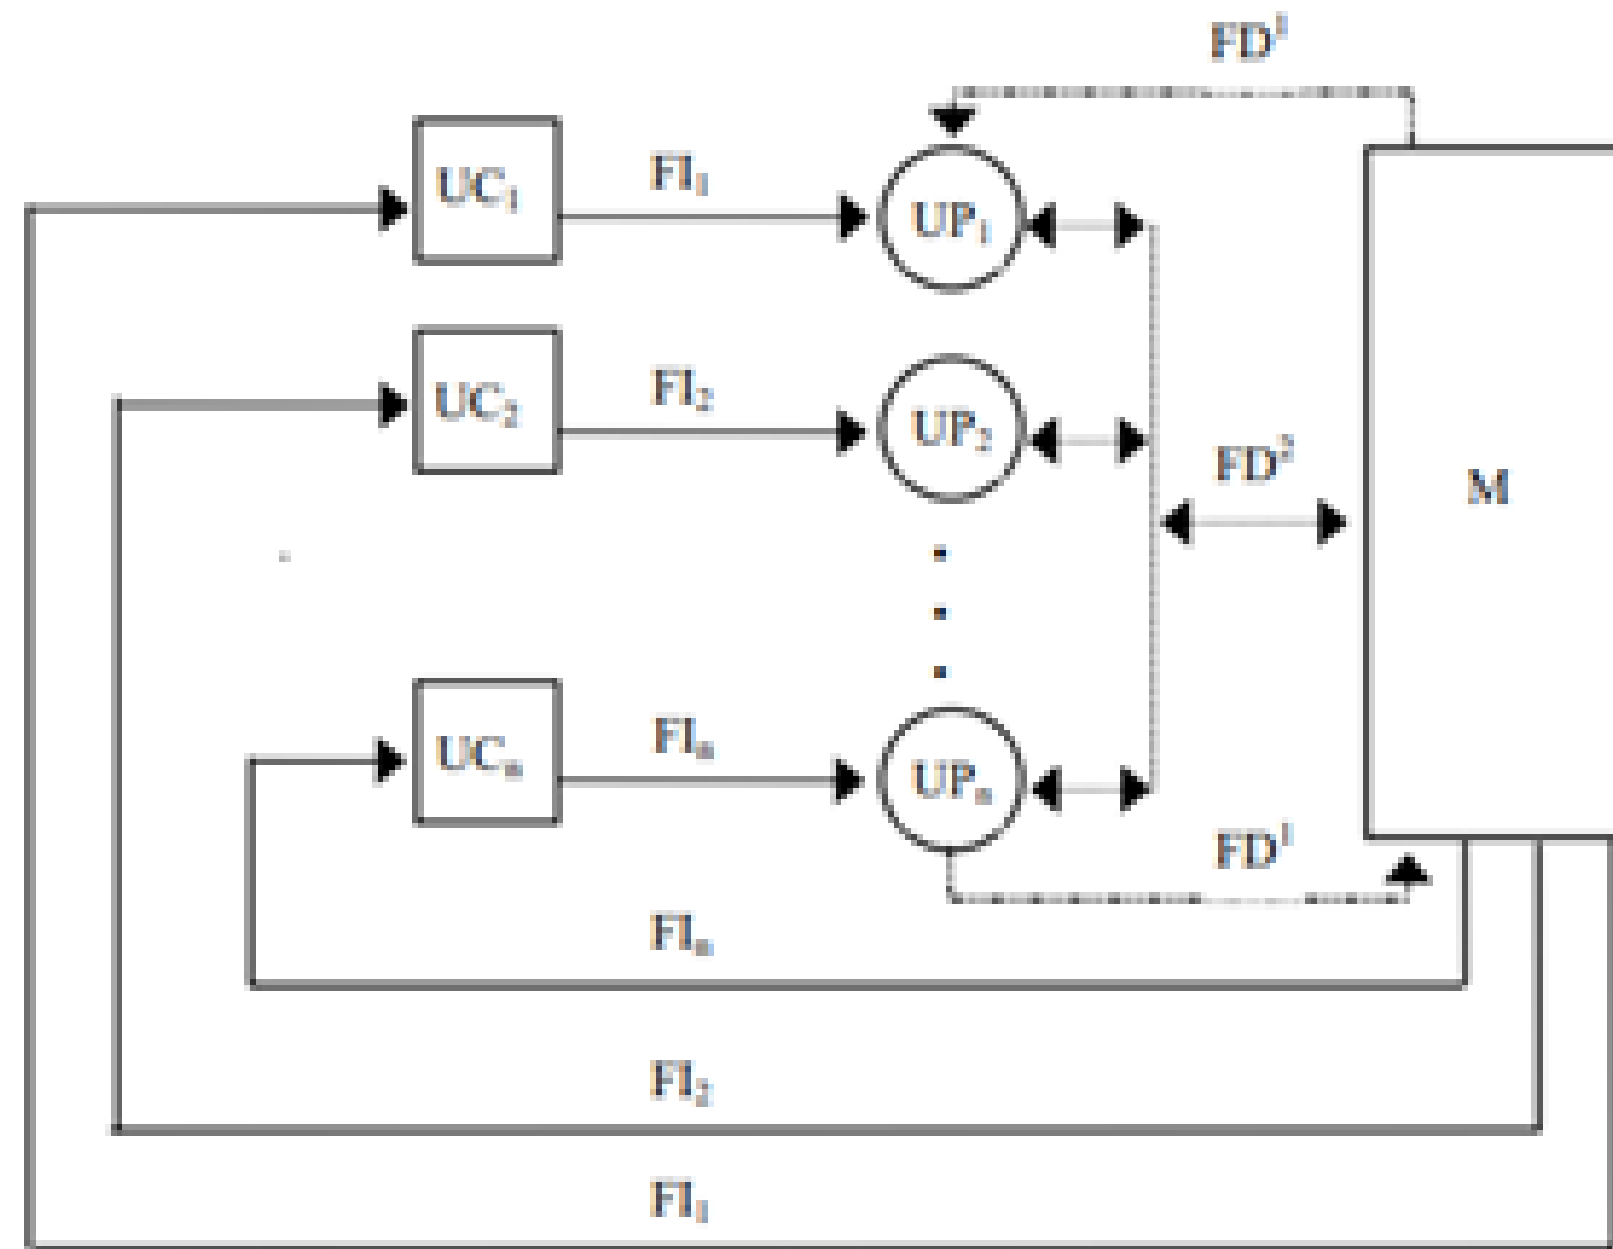 FD¹
UC₁ FI₁ UP₁
UC₂ FI₂ UP₂
FD² M
UCₙ FIₙ UPₙ
FD¹
FIₙ
FI₂
FI₁